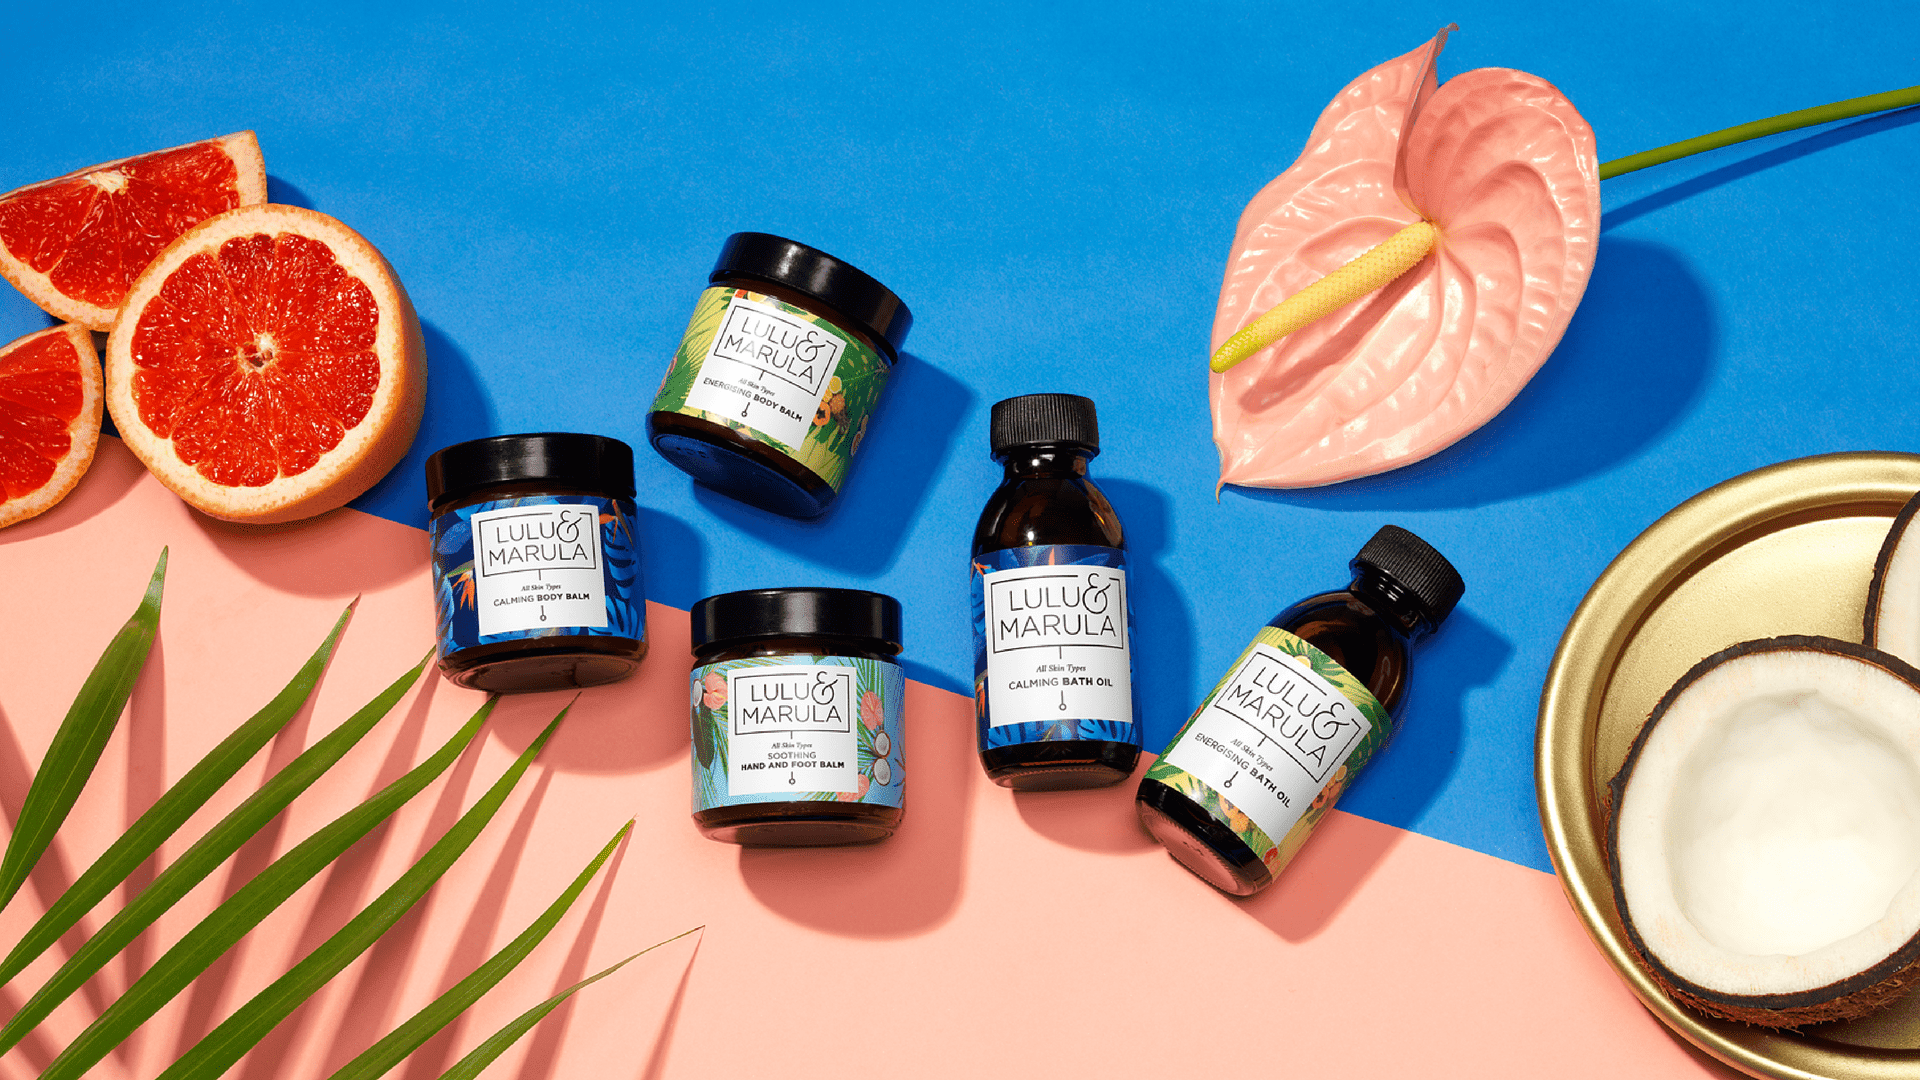 LULU&
MARULA
All Skin Types
ENERGISING BODY BALM
LULU&
MARULA
All Skin Types
CALMING BODY BALM
LULU&
MARULA
All Skin Types
SOOTHING
HAND AND FOOT BALM
LULU&
MARULA
All Skin Types
CALMING BATH OIL
LULU&
MARULA
All Skin Types
ENERGISING BATH OIL